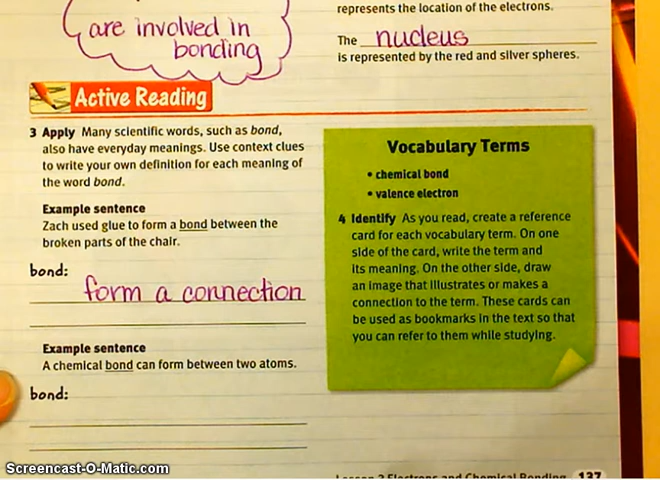 represents the location of the electrons.
are involved in
bonding
The nucleus
is represented by the red and silver spheres.
Active Reading
3 Apply Many scientific words, such as bond,
also have everyday meanings. Use context clues
to write your own definition for each meaning of
the word bond.
Example sentence
Zach used glue to form a bond between the
broken parts of the chair.
bond:
form a connection
Example sentence
A chemical bond can form between two atoms.
bond:
Vocabulary Terms
• chemical bond
• valence electron
4 Identify As you read, create a reference
card for each vocabulary term. On one
side of the card, write the term and
its meaning. On the other side, draw
an image that illustrates or makes a
connection to the term. These cards can
be used as bookmarks in the text so that
you can refer to them while studying.
Lesson 2 Electrons and Chemical Bonding 137
Screencast-O-Matic.com